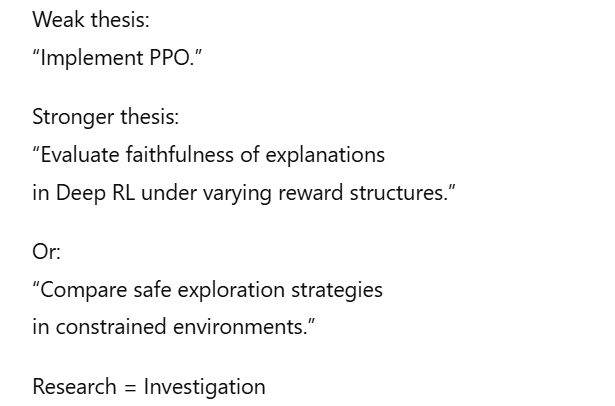 Weak thesis:
“Implement PPO.”
Stronger thesis:
“Evaluate faithfulness of explanations
in Deep RL under varying reward structures.”
Or:
“Compare safe exploration strategies
in constrained environments.”
Research = Investigation